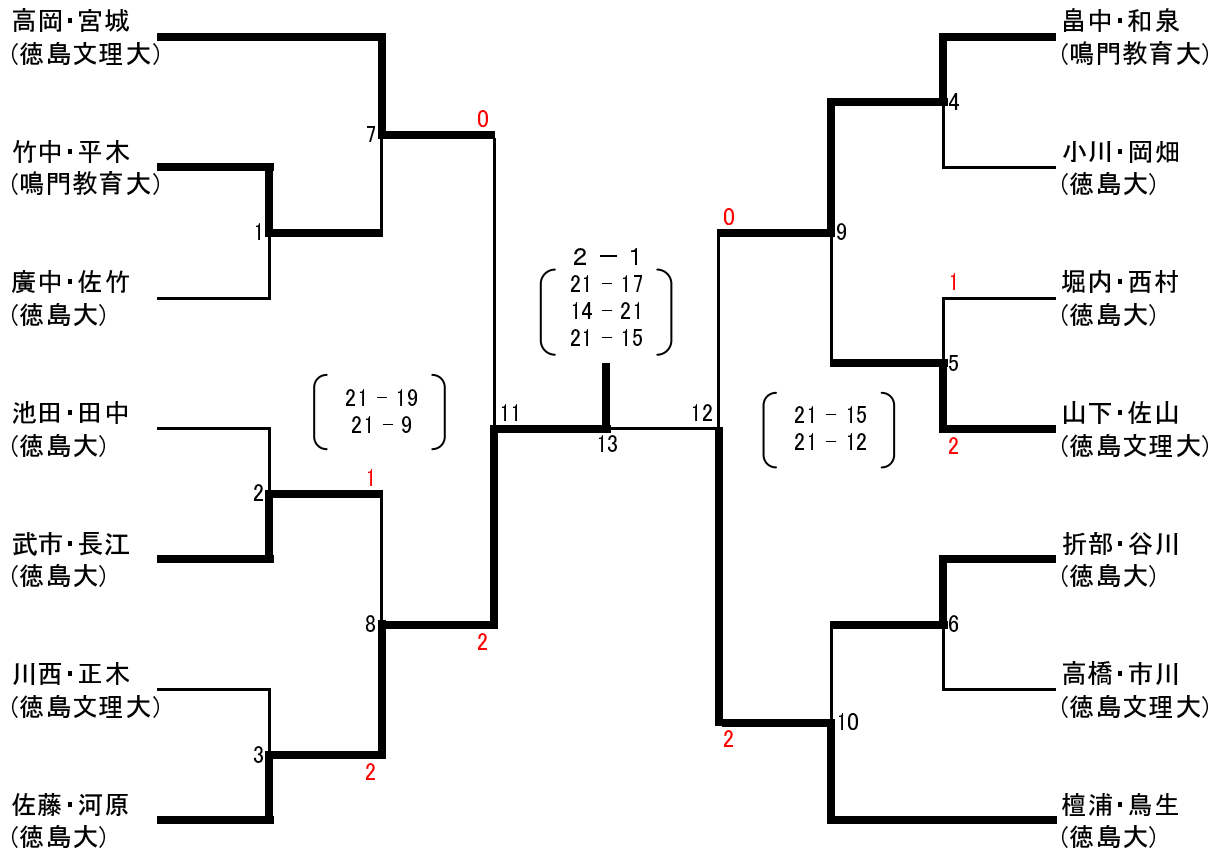 高岡・宮城
(徳島文理大)
竹中・平木
(鳴門教育大)
廣中・佐竹
(徳島大)
池田・田中
(徳島大)
武市・長江
(徳島大)
川西・正木
(徳島文理大)
佐藤・河原
(徳島大)
7
1
2
3
8
0
1
2
2
11
21 - 19
21 - 9
2 - 1
21 - 17
14 - 21
21 - 15
13
12
21 - 15
21 - 12
0
2
9
10
4
5
6
1
2
畠中・和泉
(鳴門教育大)
小川・岡畑
(徳島大)
堀内・西村
(徳島大)
山下・佐山
(徳島文理大)
折部・谷川
(徳島大)
高橋・市川
(徳島文理大)
檀浦・鳥生
(徳島大)